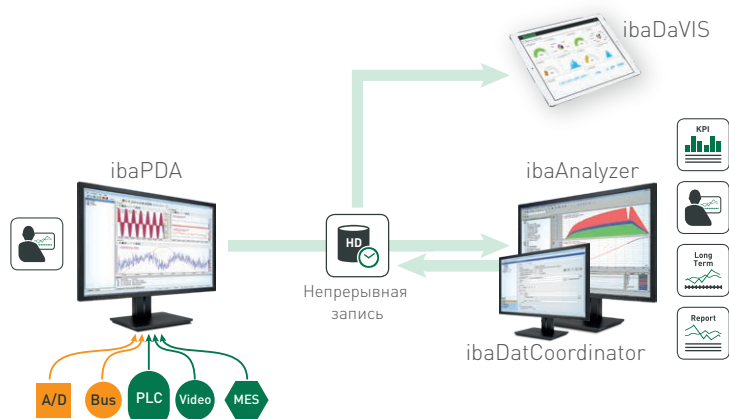 ibaDaVIS
KPI
ibaPDA
ibaAnalyzer
HD
Long
Term
Непрерывная
запись
Report
ibaDatCoordinator
A/D
Bus
PLC
Video
MES